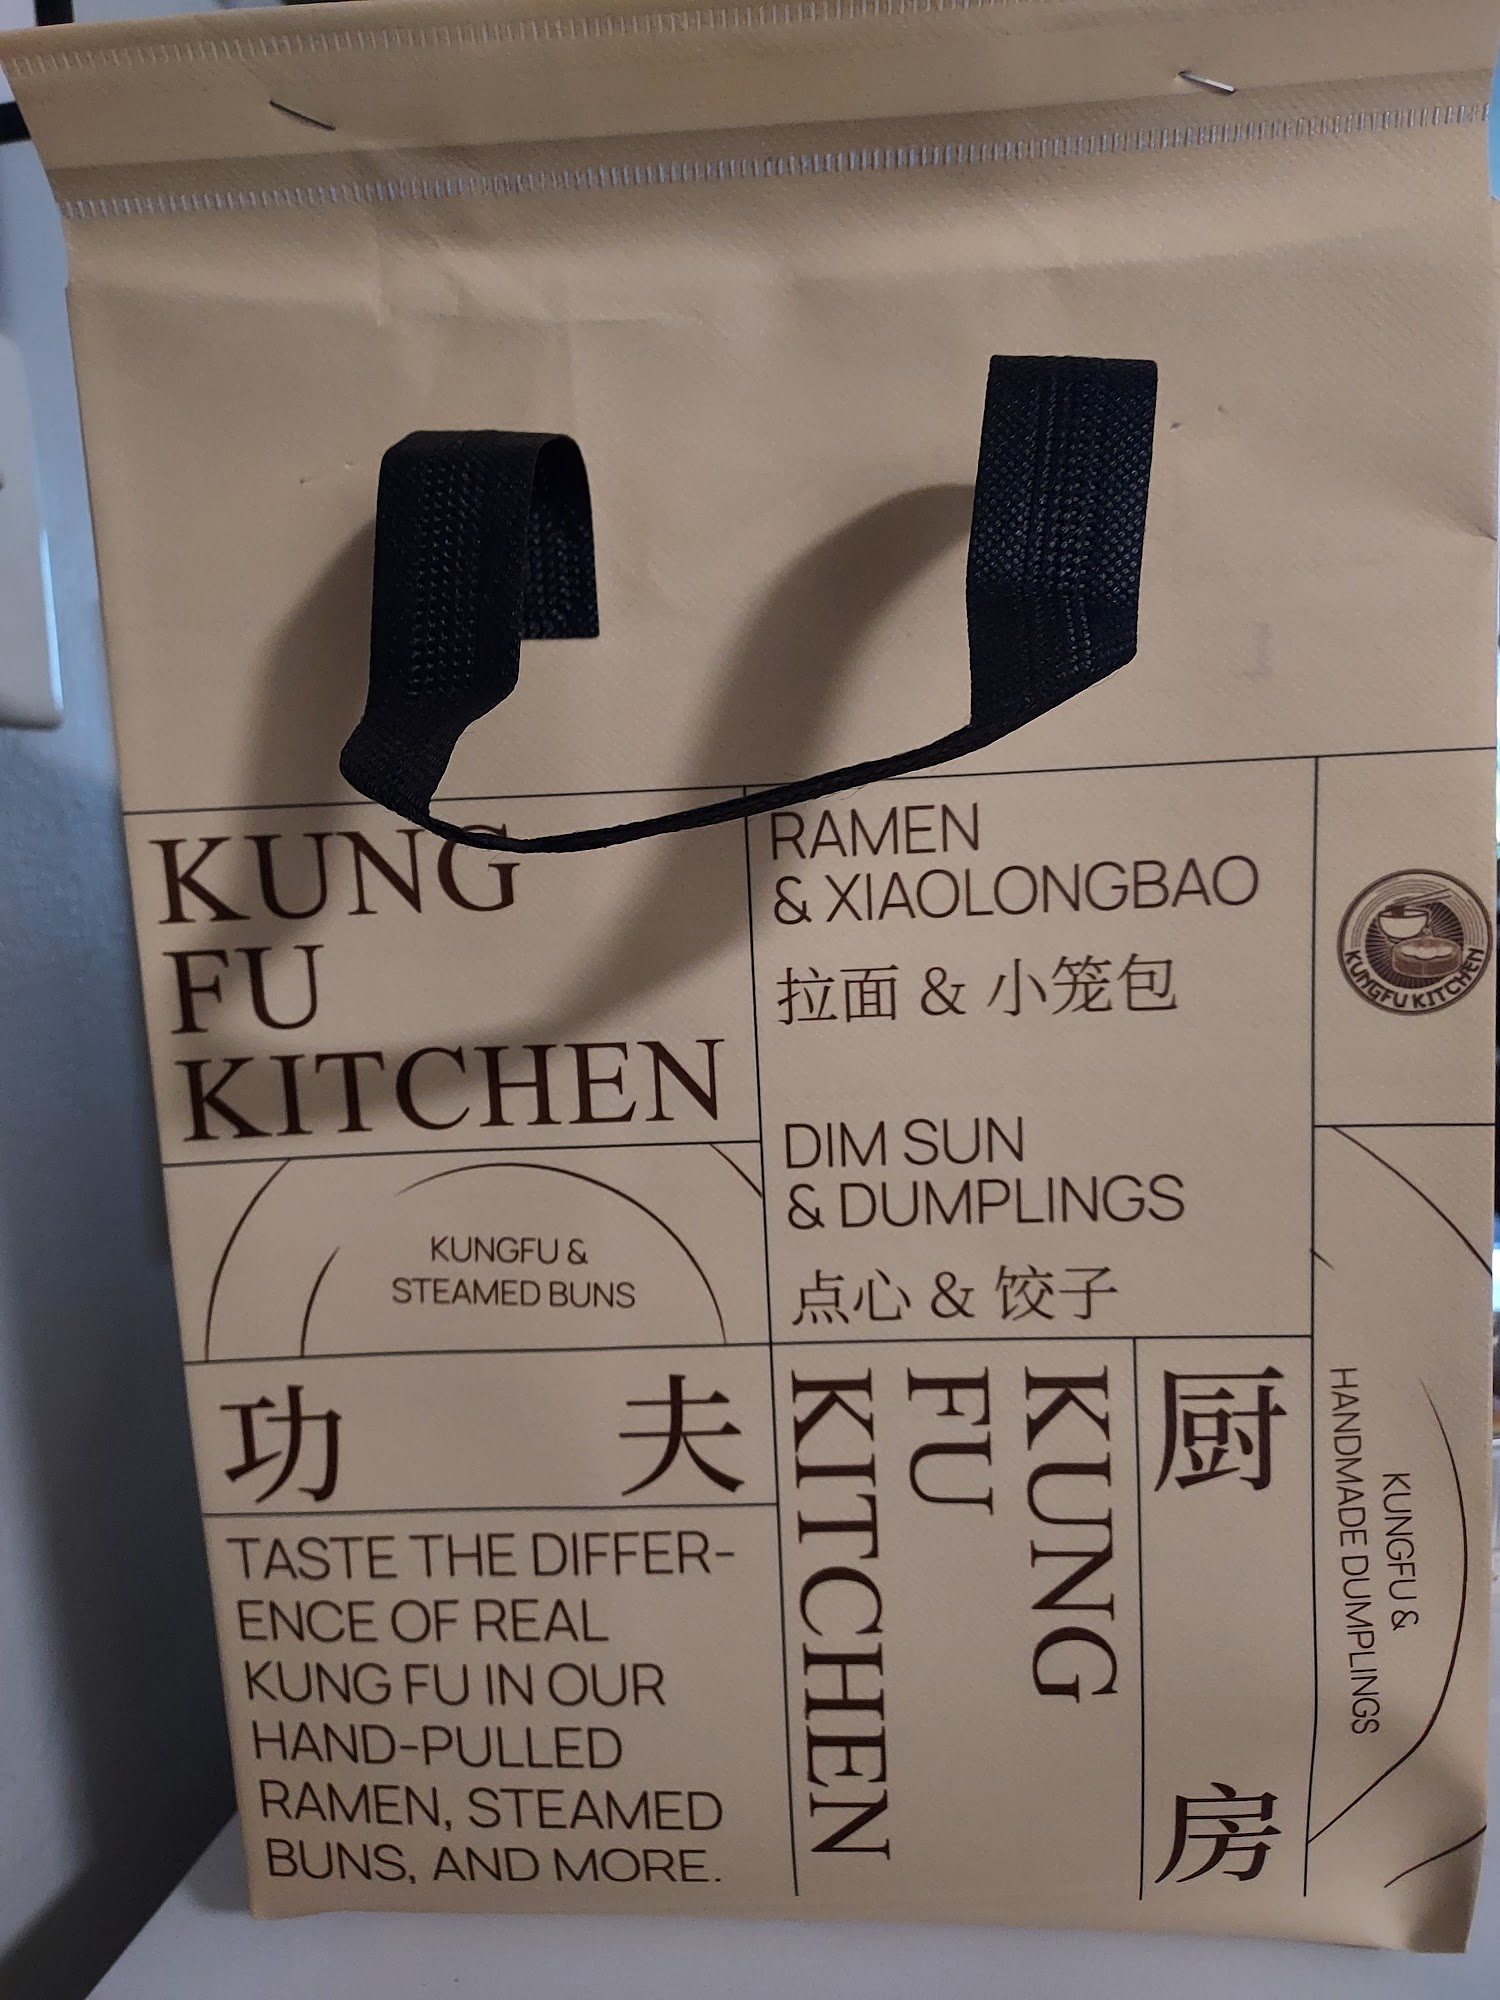 KUNG
FU
KITCHEN
RAMEN
& XIAOLONGBAO
拉面 & 小笼包
DIM SUN
& DUMPLINGS
点心 & 饺子
KUNGFU KITCHEN
KUNGFU &
STEAMED BUNS
功夫
TASTE THE DIFFER-
ENCE OF REAL
KUNG FU IN OUR
HAND-PULLED
RAMEN, STEAMED
BUNS, AND MORE.
KUNG
FU
KITCHEN
厨房
KUNGFU &
HANDMADE DUMPLINGS